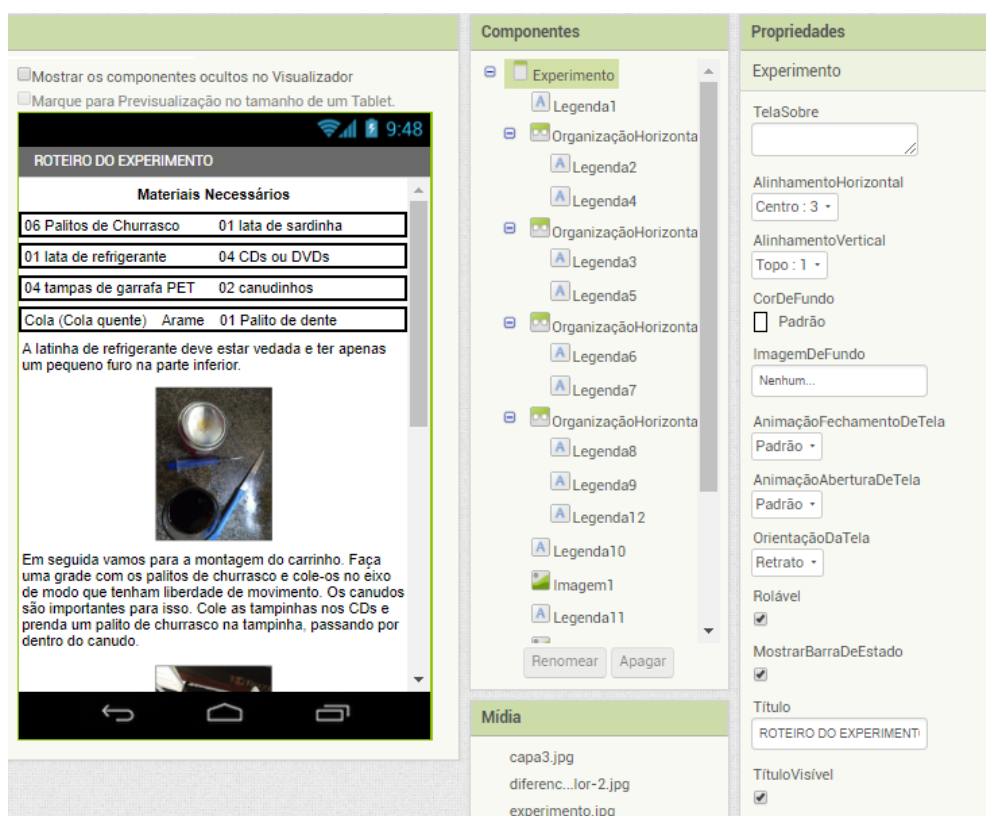 Mostrar os componentes ocultos no Visualizador
Marque para Previsualização no tamanho de um Tablet.
9:48
ROTEIRO DO EXPERIMENTO
Materiais Necessários
06 Palitos de Churrasco 01 lata de sardinha
01 lata de refrigerante 04 CDs ou DVDs
04 tampas de garrafa PET 02 canudinhos
Cola (Cola quente) Arame 01 Palito de dente
A latinha de refrigerante deve estar vedada e ter apenas
um pequeno furo na parte inferior.
Em seguida vamos para a montagem do carrinho. Faça
uma grade com os palitos de churrasco e cole-os no eixo
de modo que tenham liberdade de movimento. Os canudos
são importantes para isso. Cole as tampinhas nos CDs e
prenda um palito de churrasco na tampinha, passando por
dentro do canudo.
Componentes
Experimento
A Legenda1
OrganizaçãoHorizonta
A Legenda2
A Legenda4
OrganizaçãoHorizonta
A Legenda3
A Legenda5
OrganizaçãoHorizonta
A Legenda6
A Legenda7
OrganizaçãoHorizonta
A Legenda8
A Legenda9
A Legenda12
A Legenda10
Imagem1
A Legenda11
Renomear Apagar
Mídia
capa3.jpg
diferenc...lor-2.jpg
experimento.jpg
Propriedades
Experimento
TelaSobre
AlinhamentoHorizontal
Centro : 3
AlinhamentoVertical
Topo : 1
CorDeFundo
Padrão
ImagemDeFundo
Nenhum...
AnimaçãoFechamentoDeTela
Padrão
AnimaçãoAberturaDeTela
Padrão
OrientaçãoDaTela
Retrato
Rolável
MostrarBarraDeEstado
Título
ROTEIRO DO EXPERIMENT
TítuloVisível